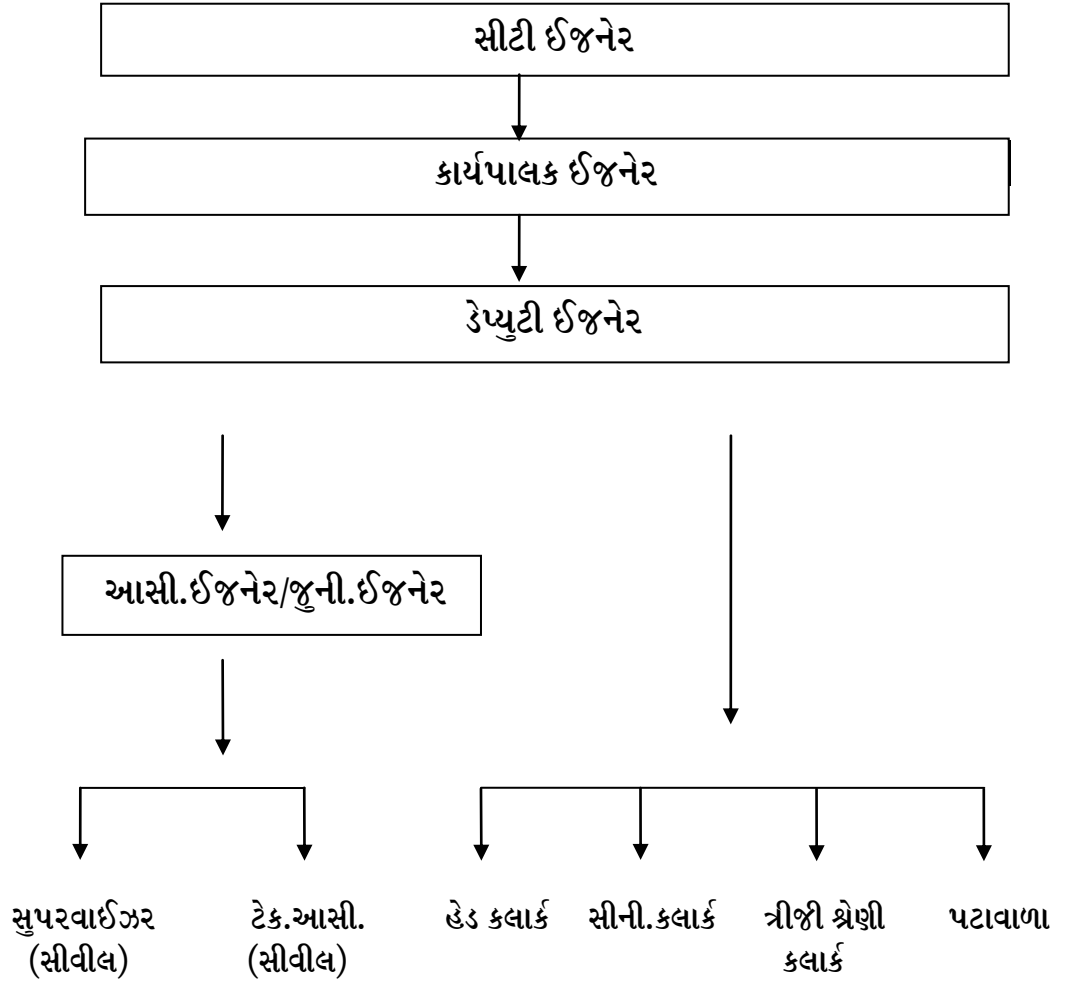 સીટી ઈજનેર
કાર્યપાલક ઈજનેર
ડેપ્યુટી ઈજનેર
આસી.ઈજનેર/જુની.ઈજનેર
સુપરવાઈઝર
(સીવીલ)
ટેક.આસી.
(સીવીલ)
હેડ કલાર્ક
સીની.કલાર્ક
ત્રીજી શ્રેણી
કલાર્ક
પટાવાળા